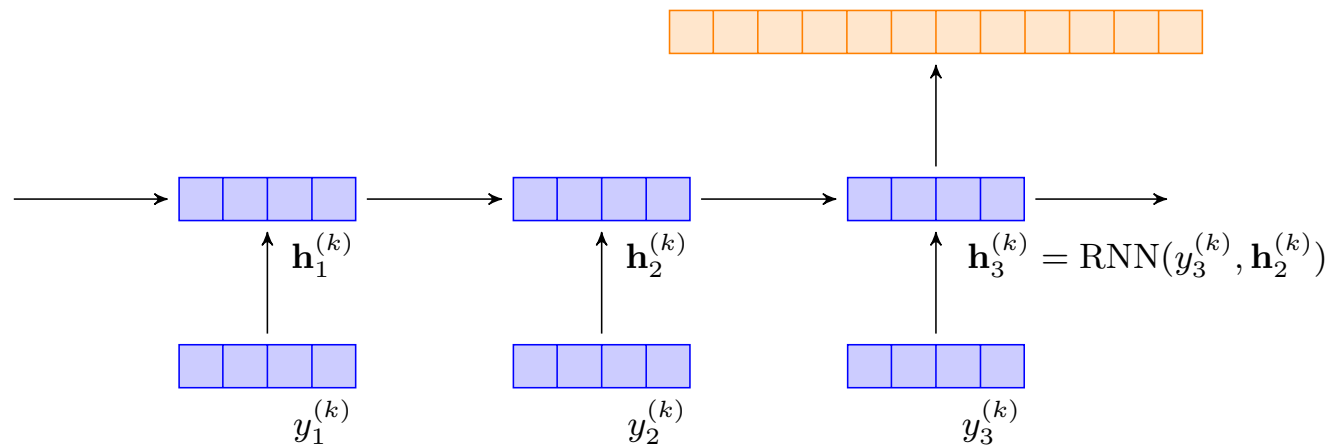 h_1^{(k)}
h_2^{(k)}
h_3^{(k)} = RNN(y_3^{(k)}, h_2^{(k)})
y_1^{(k)}
y_2^{(k)}
y_3^{(k)}